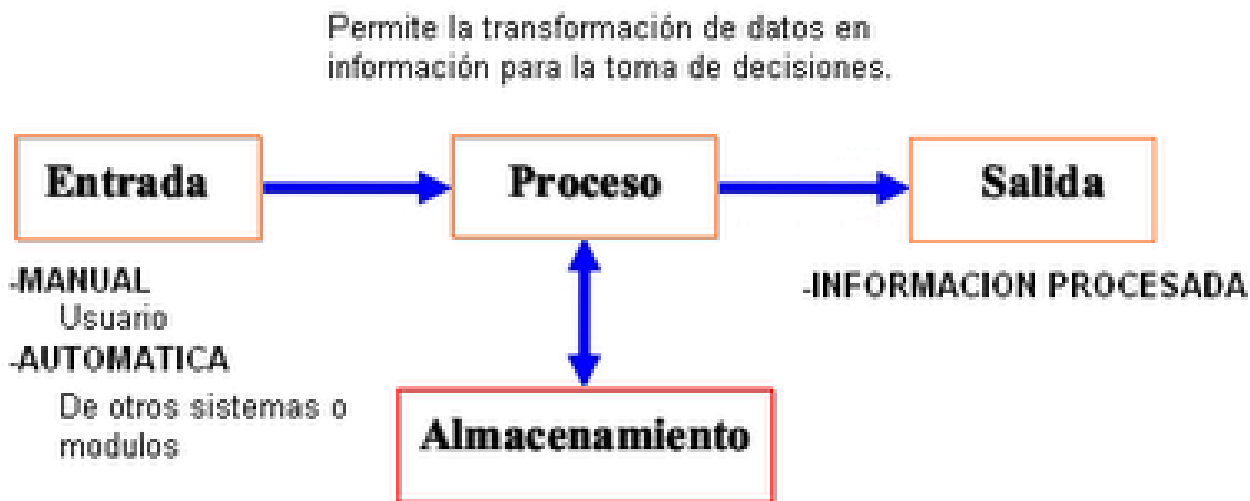 Permite la transformación de datos en
información para la toma de decisiones.
Entrada
Proceso
Salida
-MANUAL
Usuario
-AUTOMATICA
De otros sistemas o
modulos
-INFORMACION PROCESADA
Almacenamiento